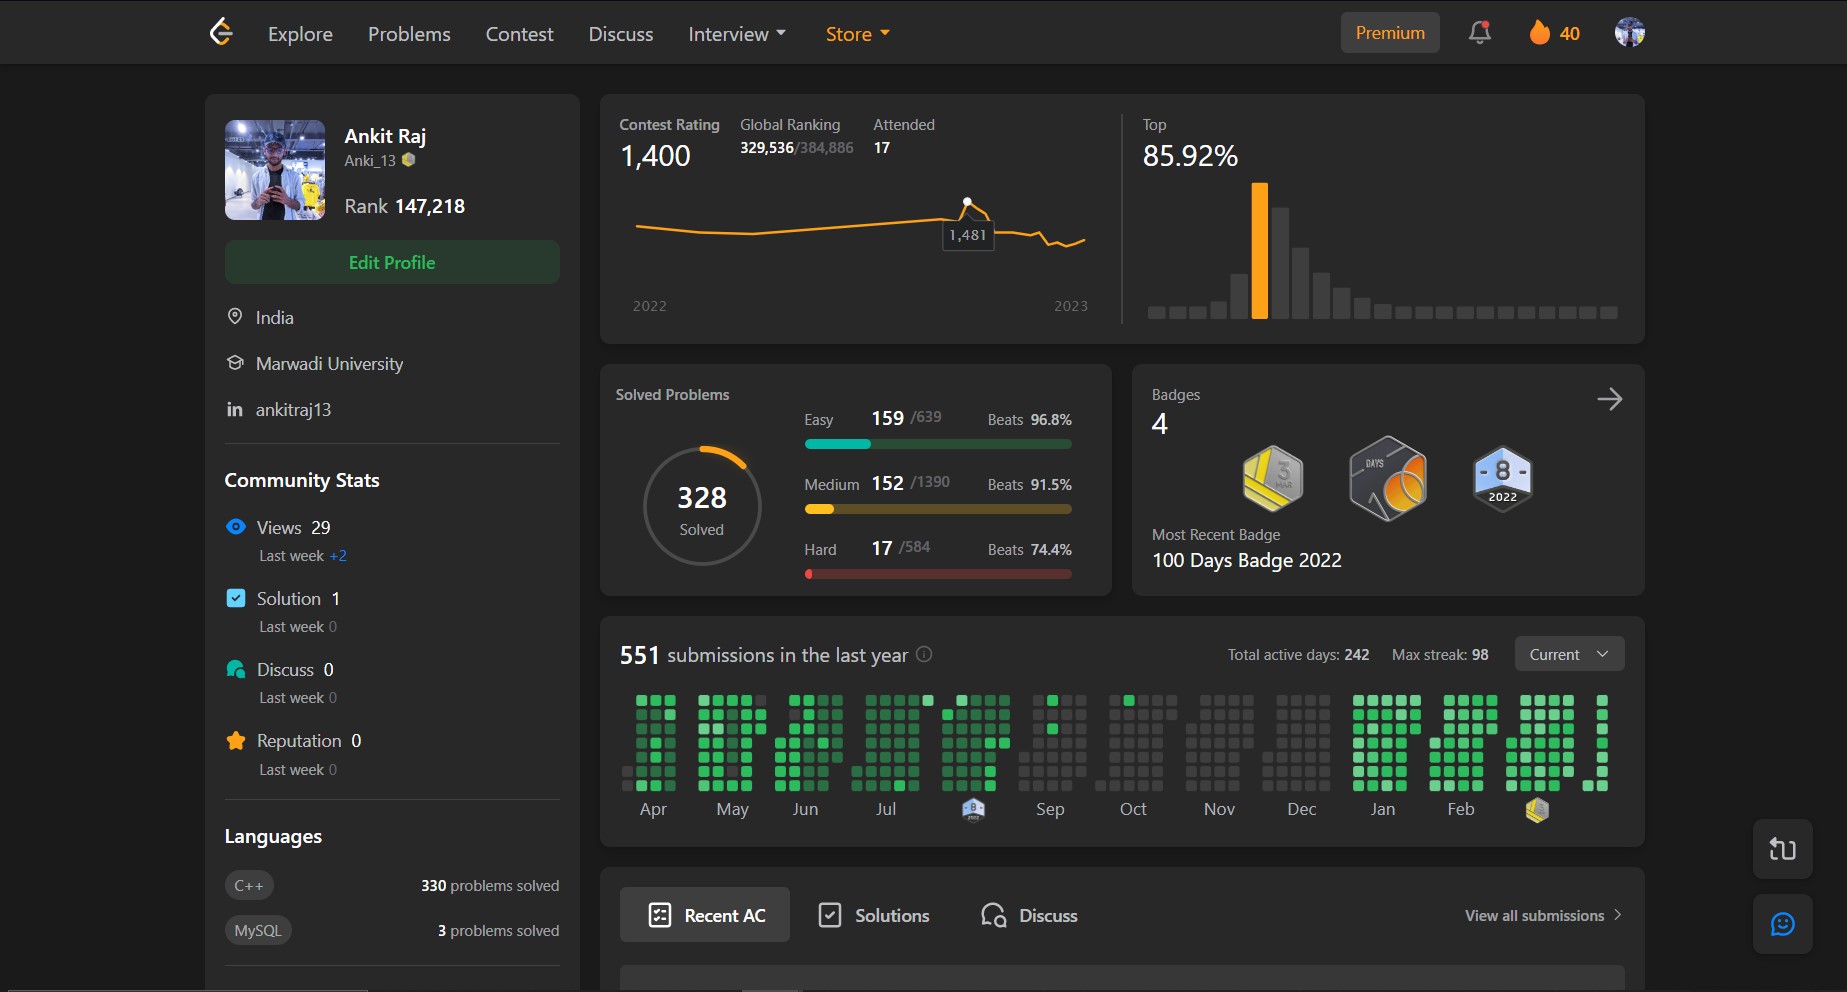 Explore Problems Contest Discuss Interview Store Premium 40
Ankit Raj
Anki_13
Rank 147,218
Edit Profile
India
Marwadi University
in ankitraj13
Community Stats
Views 29
Last week +2
Solution 1
Last week 0
Discuss 0
Last week 0
Reputation 0
Last week 0
Languages
C++ 330 problems solved
MySQL 3 problems solved
Contest Rating Global Ranking Attended
1,400 329,536/384,886 17
1,481
2022 2023
Top
85.92%
Solved Problems
328
Solved
Easy 159 /639 Beats 96.8%
Medium 152 /1390 Beats 91.5%
Hard 17 /584 Beats 74.4%
Badges
4
3
MAR
DAYS
8
2022
Most Recent Badge
100 Days Badge 2022
551 submissions in the last year Total active days: 242 Max streak: 98 Current
Apr May Jun Jul Sep Oct Nov Dec Jan Feb
Recent AC Solutions Discuss View all submissions